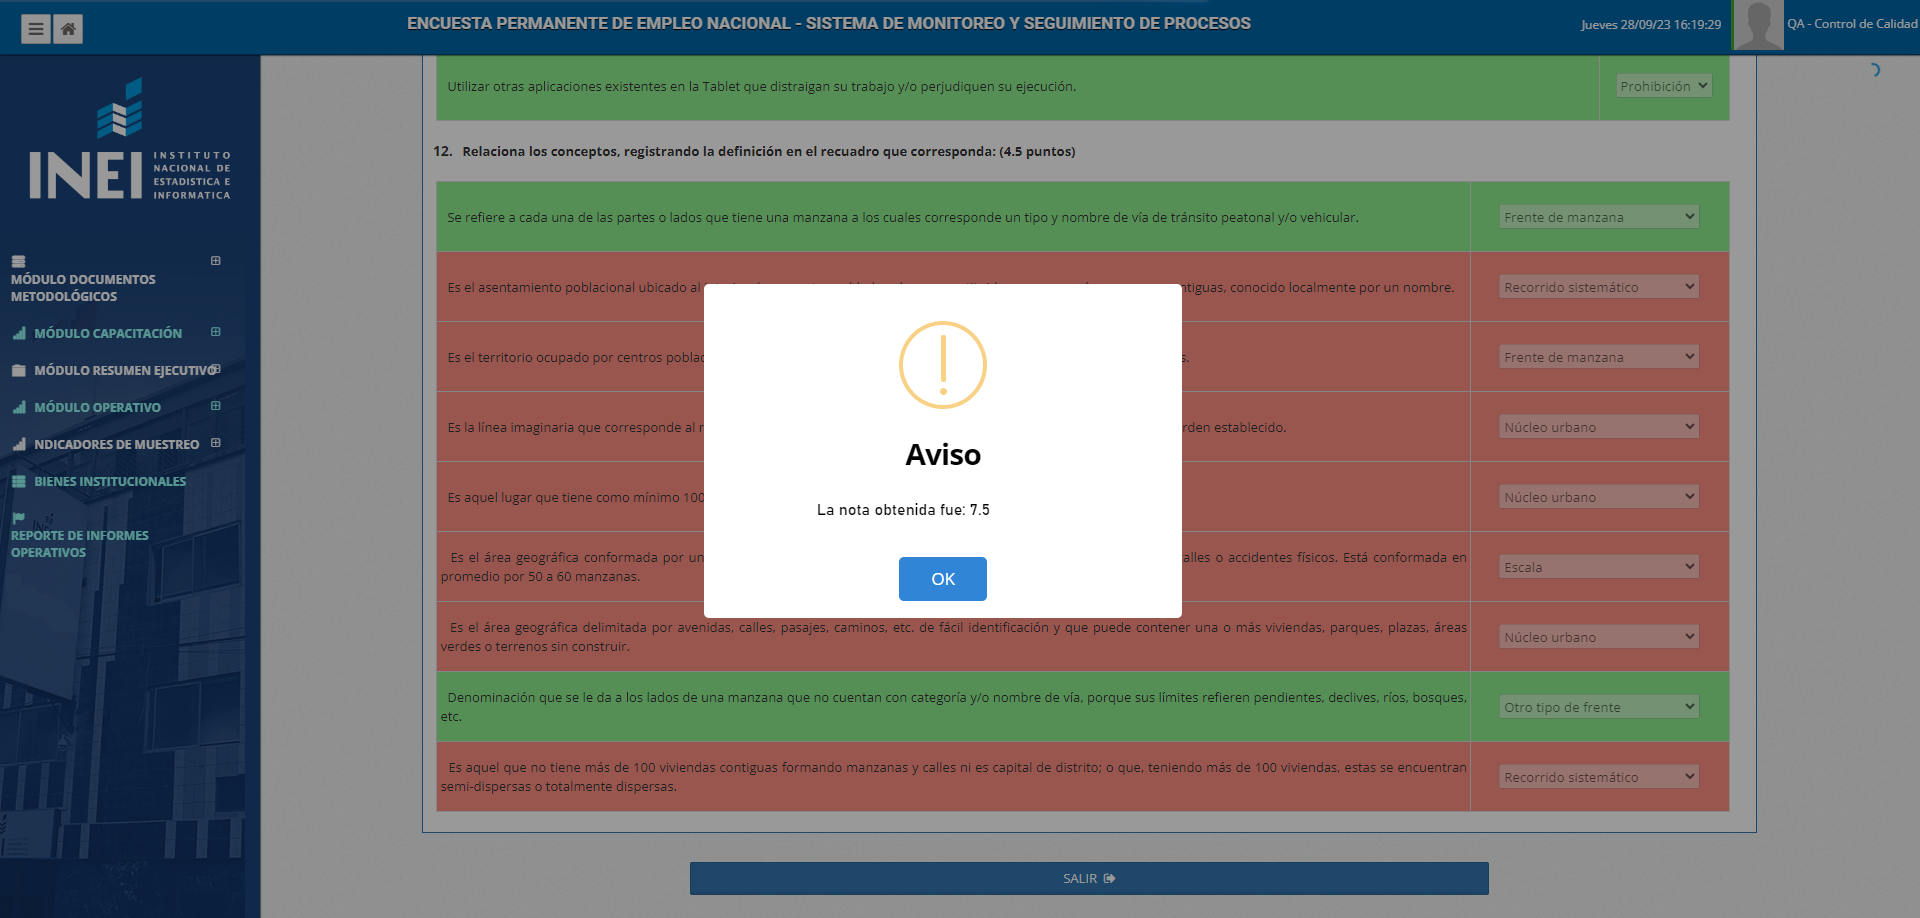 ENCUESTA PERMANENTE DE EMPLEO NACIONAL - SISTEMA DE MONITOREO Y SEGUIMIENTO DE PROCESOS
Jueves 28/09/23 16:19:29
QA - Control de Calidad
INEI
INSTITUTO
NACIONAL DE
ESTADISTICA E
INFORMATICA
MÓDULO DOCUMENTOS
METODOLÓGICOS
MÓDULO CAPACITACIÓN
MÓDULO RESUMEN EJECUTIVO
MÓDULO OPERATIVO
NDICADORES DE MUESTREO
BIENES INSTITUCIONALES
REPORTE DE INFORMES
OPERATIVOS
Utilizar otras aplicaciones existentes en la Tablet que distraigan su trabajo y/o perjudiquen su ejecución.
Prohibición
12. Relaciona los conceptos, registrando la definición en el recuadro que corresponda: (4.5 puntos)
Se refiere a cada una de las partes o lados que tiene una manzana a los cuales corresponde un tipo y nombre de vía de tránsito peatonal y/o vehicular.
Frente de manzana
Es el asentamiento poblacional ubicado al
contiguas, conocido localmente por un nombre.
Recorrido sistemático
Es el territorio ocupado por centros
Frente de manzana
Es la línea imaginaria que corresponde al
establecido.
Núcleo urbano
Es aquel lugar que tiene como mínimo 100
Núcleo urbano
Es el área geográfica conformada por
calles o accidentes físicos. Está conformada en
promedio por 50 a 60 manzanas.
Escala
Es el área geográfica delimitada por avenidas, calles, pasajes, caminos, etc. de fácil identificación y que puede contener una o más viviendas, parques, plazas, áreas
verdes o terrenos sin construir.
Núcleo urbano
Denominación que se le da a los lados de una manzana que no cuentan con categoría y/o nombre de vía, porque sus límites refieren pendientes, declives, ríos, bosques,
etc.
Otro tipo de frente
Es aquel que no tiene más de 100 viviendas contiguas formando manzanas y calles ni es capital de distrito; o que, teniendo más de 100 viviendas, estas se encuentran
semi-dispersas o totalmente dispersas.
Recorrido sistemático
Aviso
La nota obtenida fue: 7.5
OK
SALIR